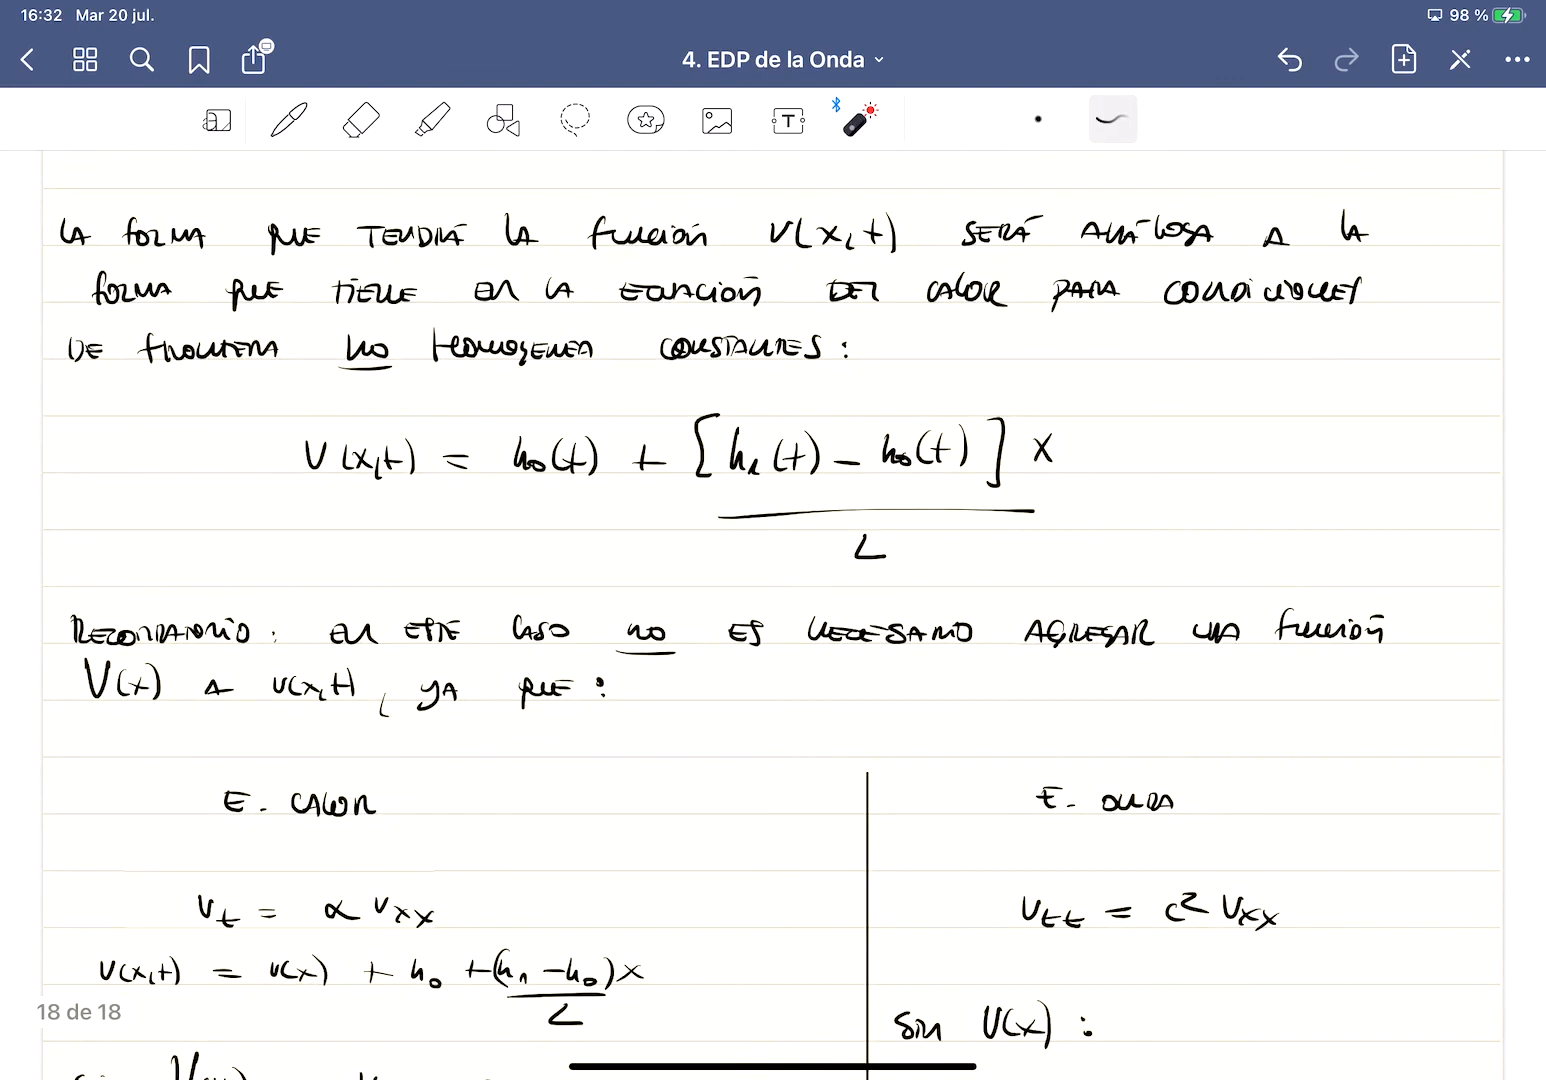 16:32 Mar 20 jul.
98 %
4. EDP de la Onda
T
LA FORMA QUE TENDRÁ LA función V(x,t) SERÁ ANÁLOGA A LA
forma QUE TIENE EN LA ECUACIÓN DEL CALOR PARA CONDICIONES
DE frontera no Homogenea CONSTANTES :
V(x,t) = h₀(t) + [h₁(t) - h₀(t)] x
L
RECORDATORIO : EN ESTE CASO no ES NECESARIO AGREGAR UNA función
V(x) A V(x,t) , YA QUE :
E. CALOR
E. ONDA
Vt = α Vxx
Vtt = c² Vxx
V(x,t) = V(x) + h₀ + (h₁ - h₀)x
L
18 de 18
Sin V(x) :